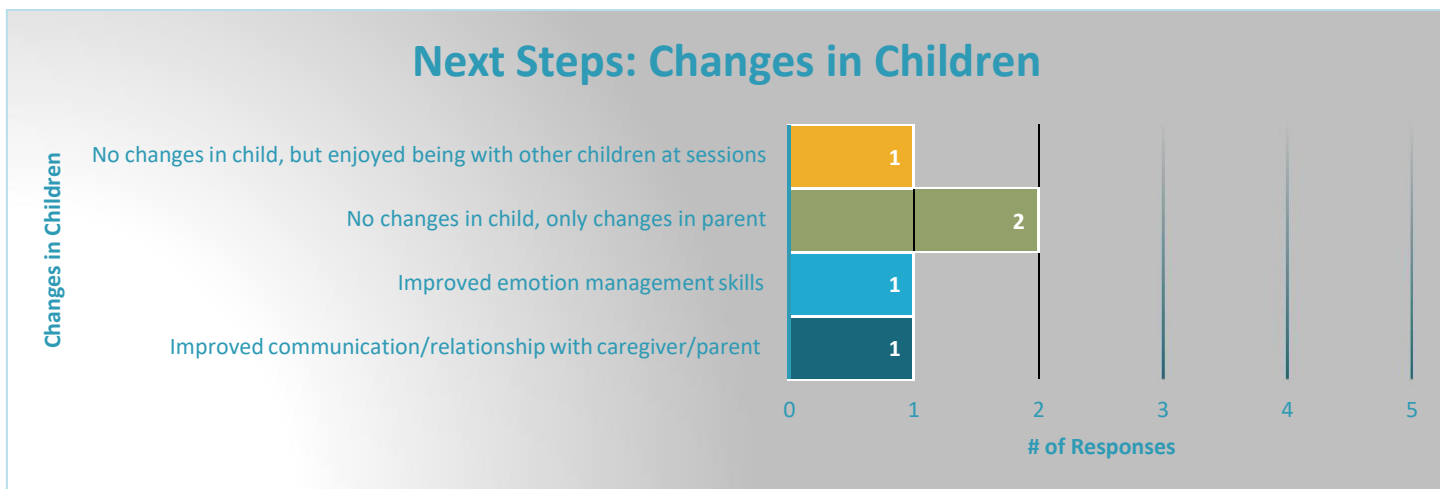 Next Steps: Changes in Children
Changes in Children
No changes in child, but enjoyed being with other children at sessions
1
No changes in child, only changes in parent
2
Improved emotion management skills
1
Improved communication/relationship with caregiver/parent
1
0 1 2 3 4 5
# of Responses